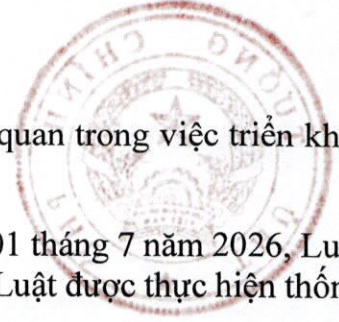 quan trong việc triển kh
01 tháng 7 năm 2026, Lu
Luật được thực hiện thốn